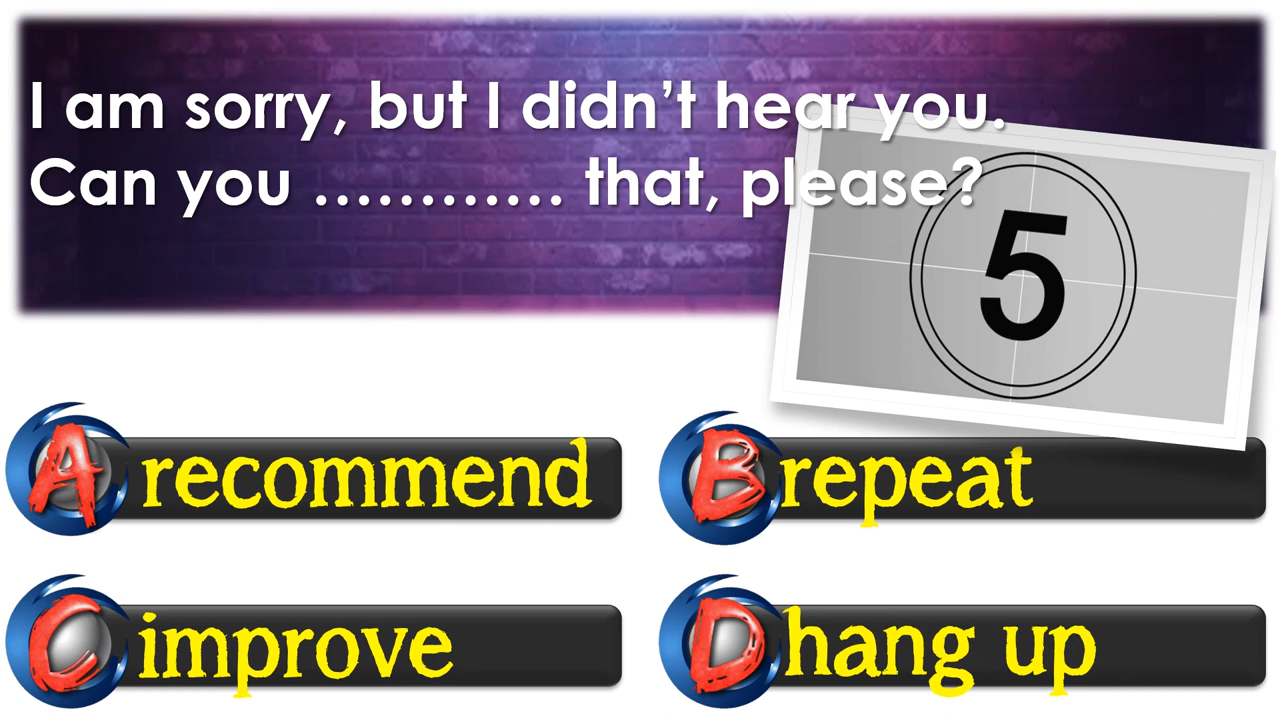 I am sorry, but I didn't hear you.
Can you ………… that, please?
5
A recommend
B repeat
C improve
D hang up